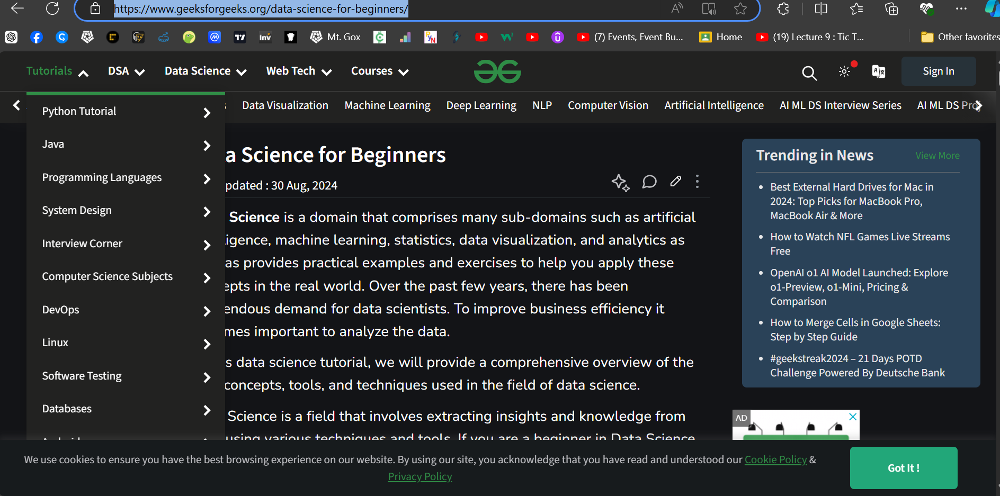 https://www.geeksforgeeks.org/data-science-for-beginners/
Mt. Gox
(7) Events, Event Bu...
Home
(19) Lecture 9 : Tic T...
Other favorites
Tutorials
DSA
Data Science
Web Tech
Courses
Sign In
Data Visualization
Machine Learning
Deep Learning
NLP
Computer Vision
Artificial Intelligence
AI ML DS Interview Series
AI ML DS Proj
Python Tutorial
Java
Programming Languages
System Design
Interview Corner
Computer Science Subjects
DevOps
Linux
Software Testing
Databases
a Science for Beginners
pdated : 30 Aug, 2024
Science is a domain that comprises many sub-domains such as artificial
igence, machine learning, statistics, data visualization, and analytics as
as provides practical examples and exercises to help you apply these
epts in the real world. Over the past few years, there has been
endous demand for data scientists. To improve business efficiency it
mes important to analyze the data.
s data science tutorial, we will provide a comprehensive overview of the
concepts, tools, and techniques used in the field of data science.
Science is a field that involves extracting insights and knowledge from
using various techniques and tools. If you are a beginner in Data Science
Trending in News
View More
Best External Hard Drives for Mac in
2024: Top Picks for MacBook Pro,
MacBook Air & More
How to Watch NFL Games Live Streams
Free
OpenAI o1 AI Model Launched: Explore
o1-Preview, o1-Mini, Pricing &
Comparison
How to Merge Cells in Google Sheets:
Step by Step Guide
#geekstreak2024 – 21 Days POTD
Challenge Powered By Deutsche Bank
AD
We use cookies to ensure you have the best browsing experience on our website. By using our site, you acknowledge that you have read and understood our Cookie Policy &
Privacy Policy
Got It !